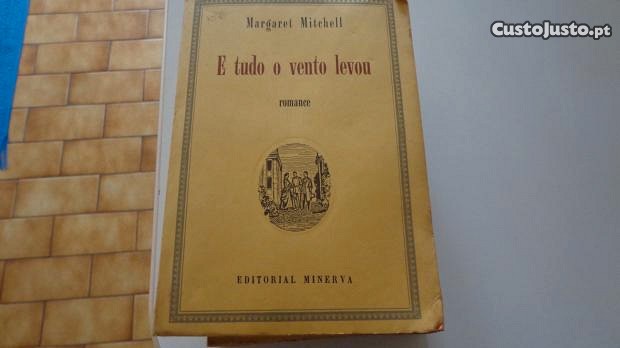 CustoJusto.pt
Margaret Mitchell
E tudo o vento levou
romance
EDITORIAL MINERVA